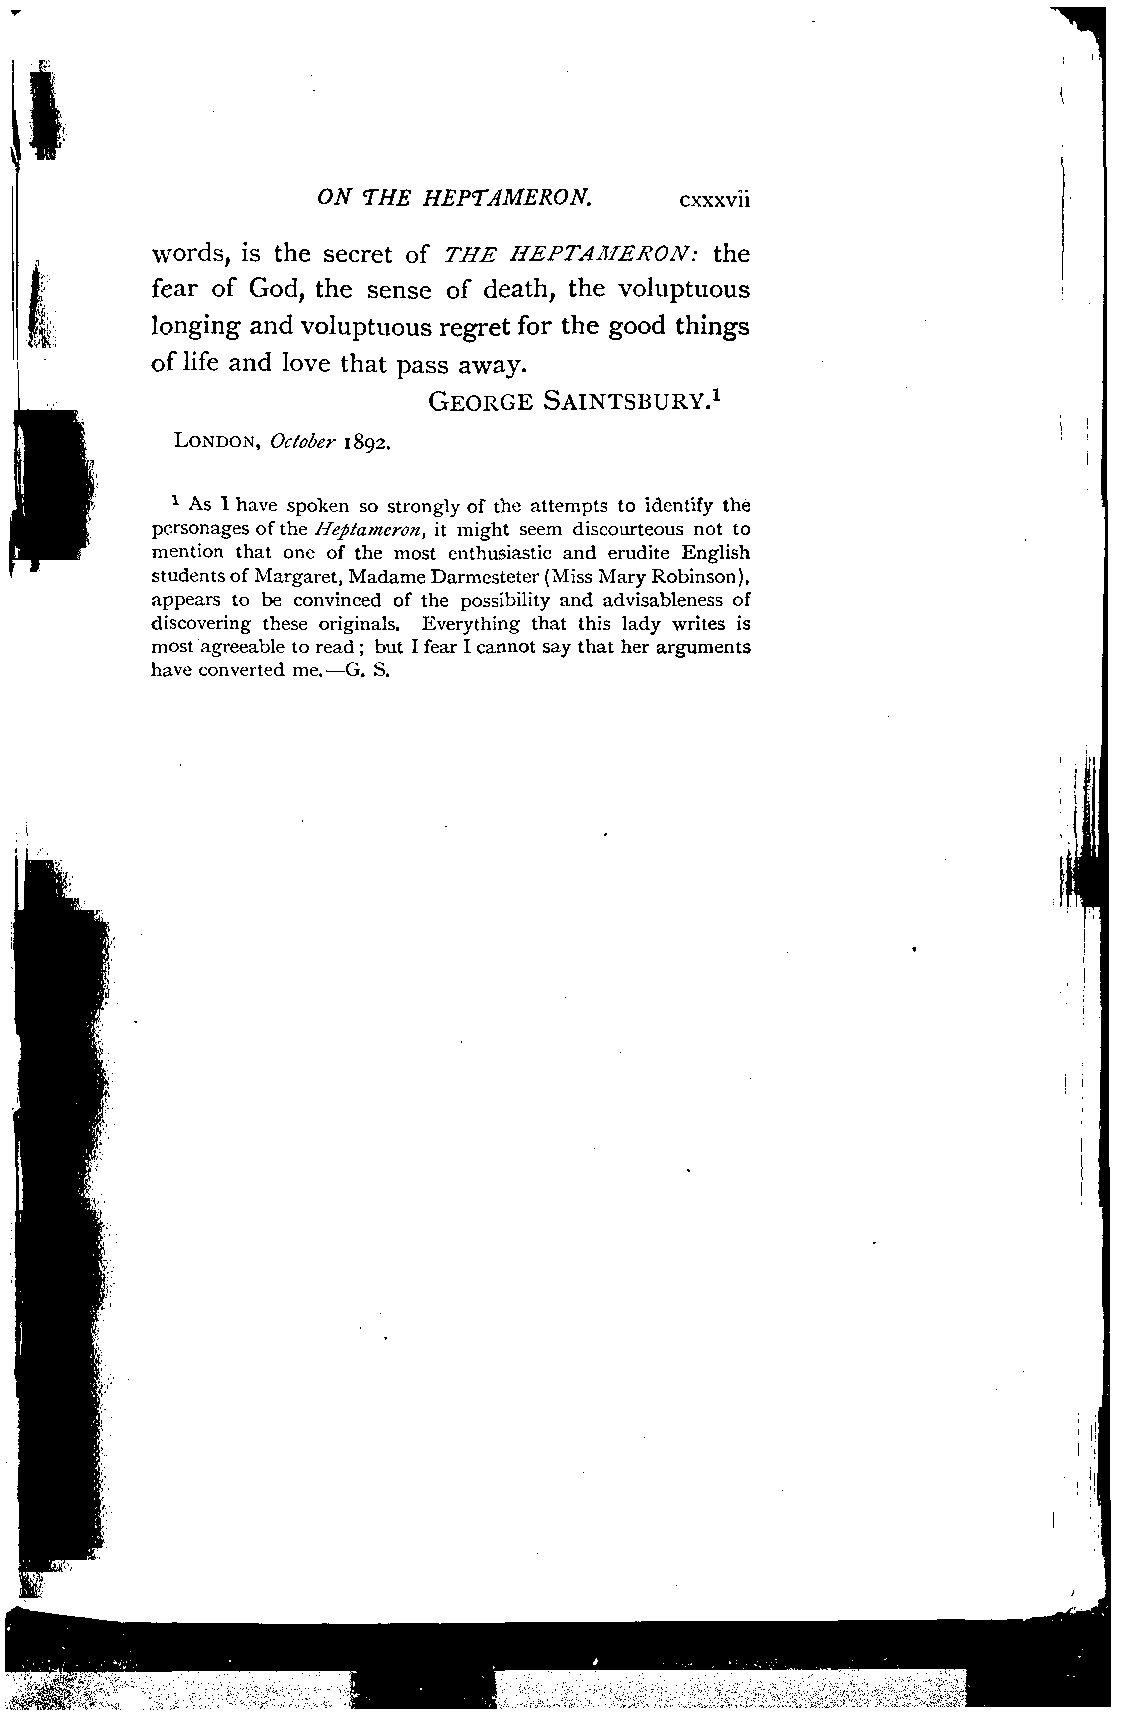 ON THE HEPTAMERON. cxxxvii
words, is the secret of THE HEPTAMERON: the
fear of God, the sense of death, the voluptuous
longing and voluptuous regret for the good things
of life and love that pass away.
GEORGE SAINTSBURY.¹
LONDON, October 1892.
¹ As I have spoken so strongly of the attempts to identify the
personages of the Heptameron, it might seem discourteous not to
mention that one of the most enthusiastic and erudite English
students of Margaret, Madame Darmesteter (Miss Mary Robinson),
appears to be convinced of the possibility and advisableness of
discovering these originals. Everything that this lady writes is
most agreeable to read; but I fear I cannot say that her arguments
have converted me.—G. S.